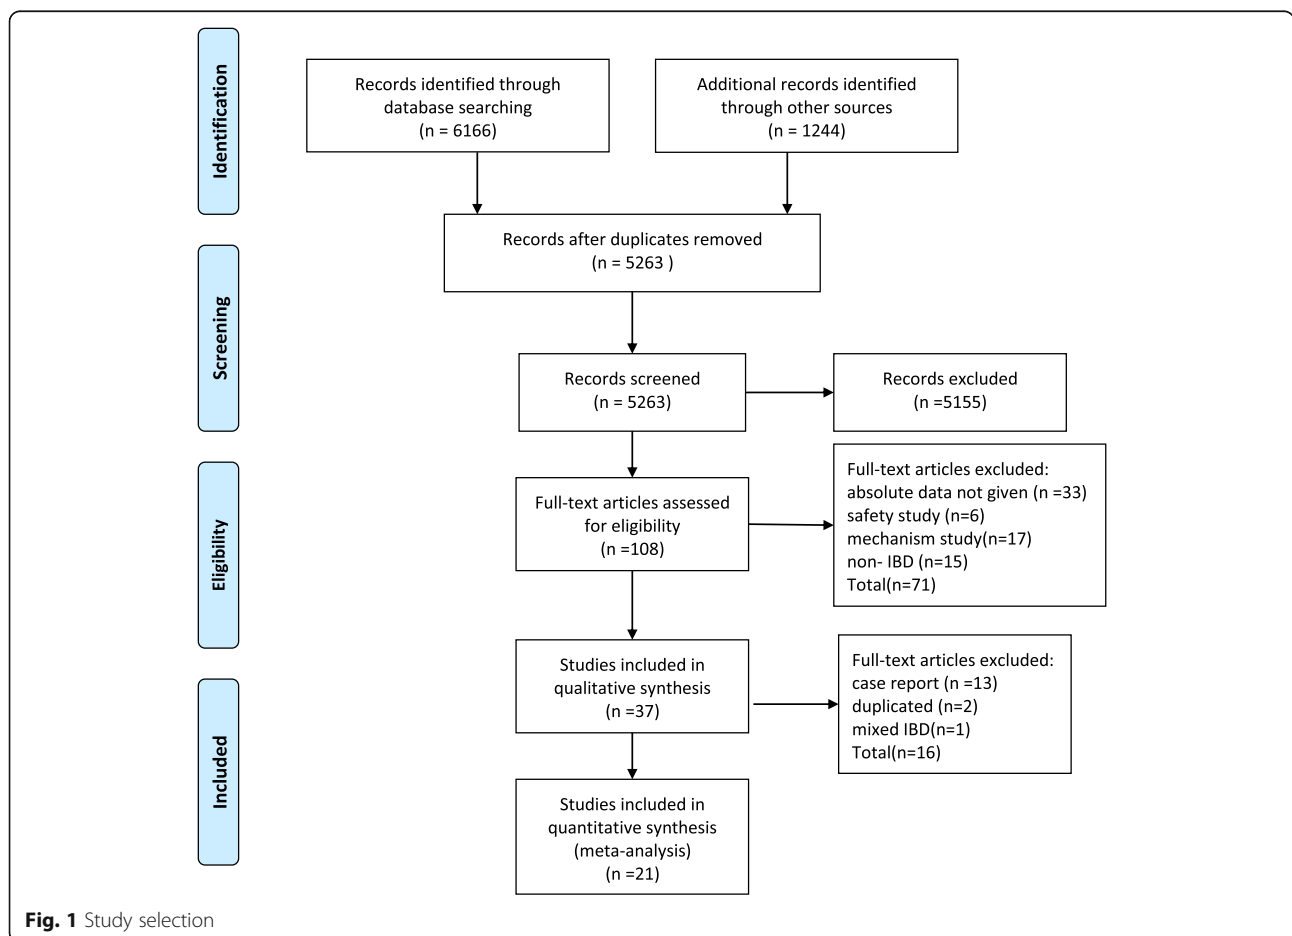 Identification
Records identified through
database searching
(n = 6166)
Additional records identified
through other sources
(n = 1244)
Records after duplicates removed
(n = 5263 )
Screening
Records screened
(n = 5263)
Records excluded
(n =5155)
Eligibility
Full-text articles assessed
for eligibility
(n =108)
Full-text articles excluded:
absolute data not given (n =33)
safety study (n=6)
mechanism study(n=17)
non- IBD (n=15)
Total(n=71)
Included
Studies included in
qualitative synthesis
(n =37)
Full-text articles excluded:
case report (n =13)
duplicated (n=2)
mixed IBD(n=1)
Total(n=16)
Studies included in
quantitative synthesis
(meta-analysis)
(n =21)
Fig. 1 Study selection